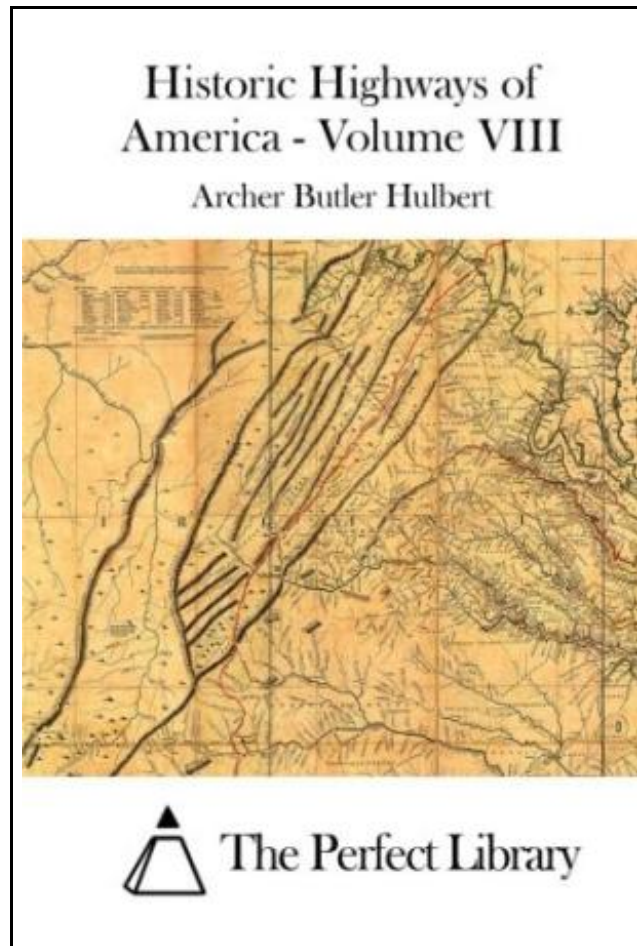 Historic Highways of
America - Volume VIII
Archer Butler Hulbert
The Perfect Library